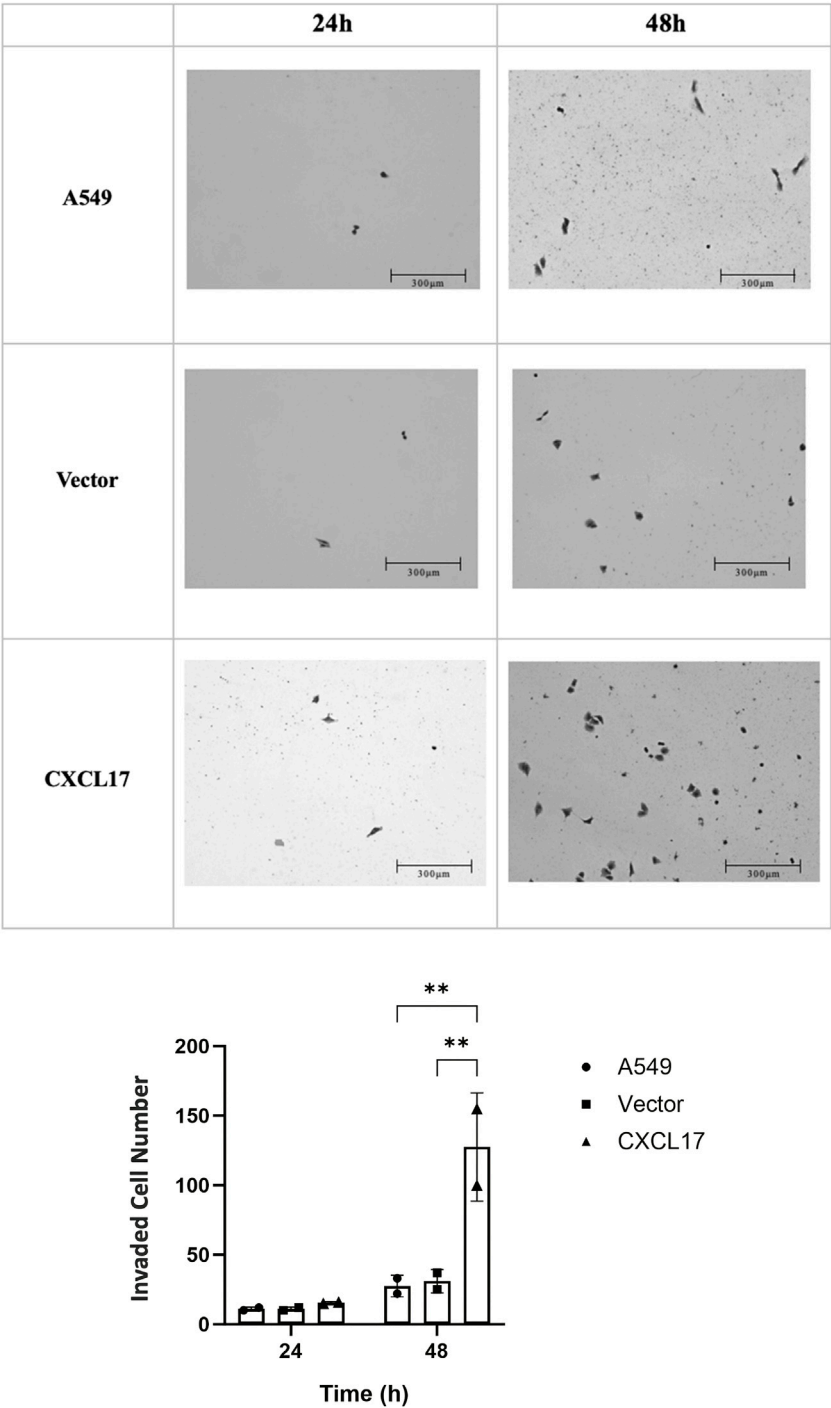 24h 48h
A549
300μm 300μm
Vector
300μm 300μm
CXCL17
300μm 300μm
**
**
200
150
100
50
0
Invaded Cell Number
24 48
Time (h)
A549
Vector
CXCL17